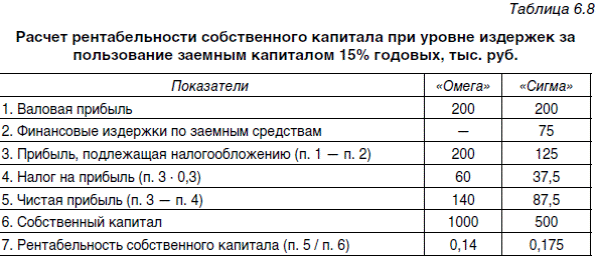 Таблица 6.8
Расчет рентабельности собственного капитала при уровне издержек за
пользование заемным капиталом 15% годовых, тыс. руб.
Показатели «Омега» «Сигма»
1. Валовая прибыль 200 200
2. Финансовые издержки по заемным средствам — 75
3. Прибыль, подлежащая налогообложению (п. 1 — п. 2) 200 125
4. Налог на прибыль (п. 3 · 0,3) 60 37,5
5. Чистая прибыль (п. 3 — п. 4) 140 87,5
6. Собственный капитал 1000 500
7. Рентабельность собственного капитала (п. 5 / п. 6) 0,14 0,175